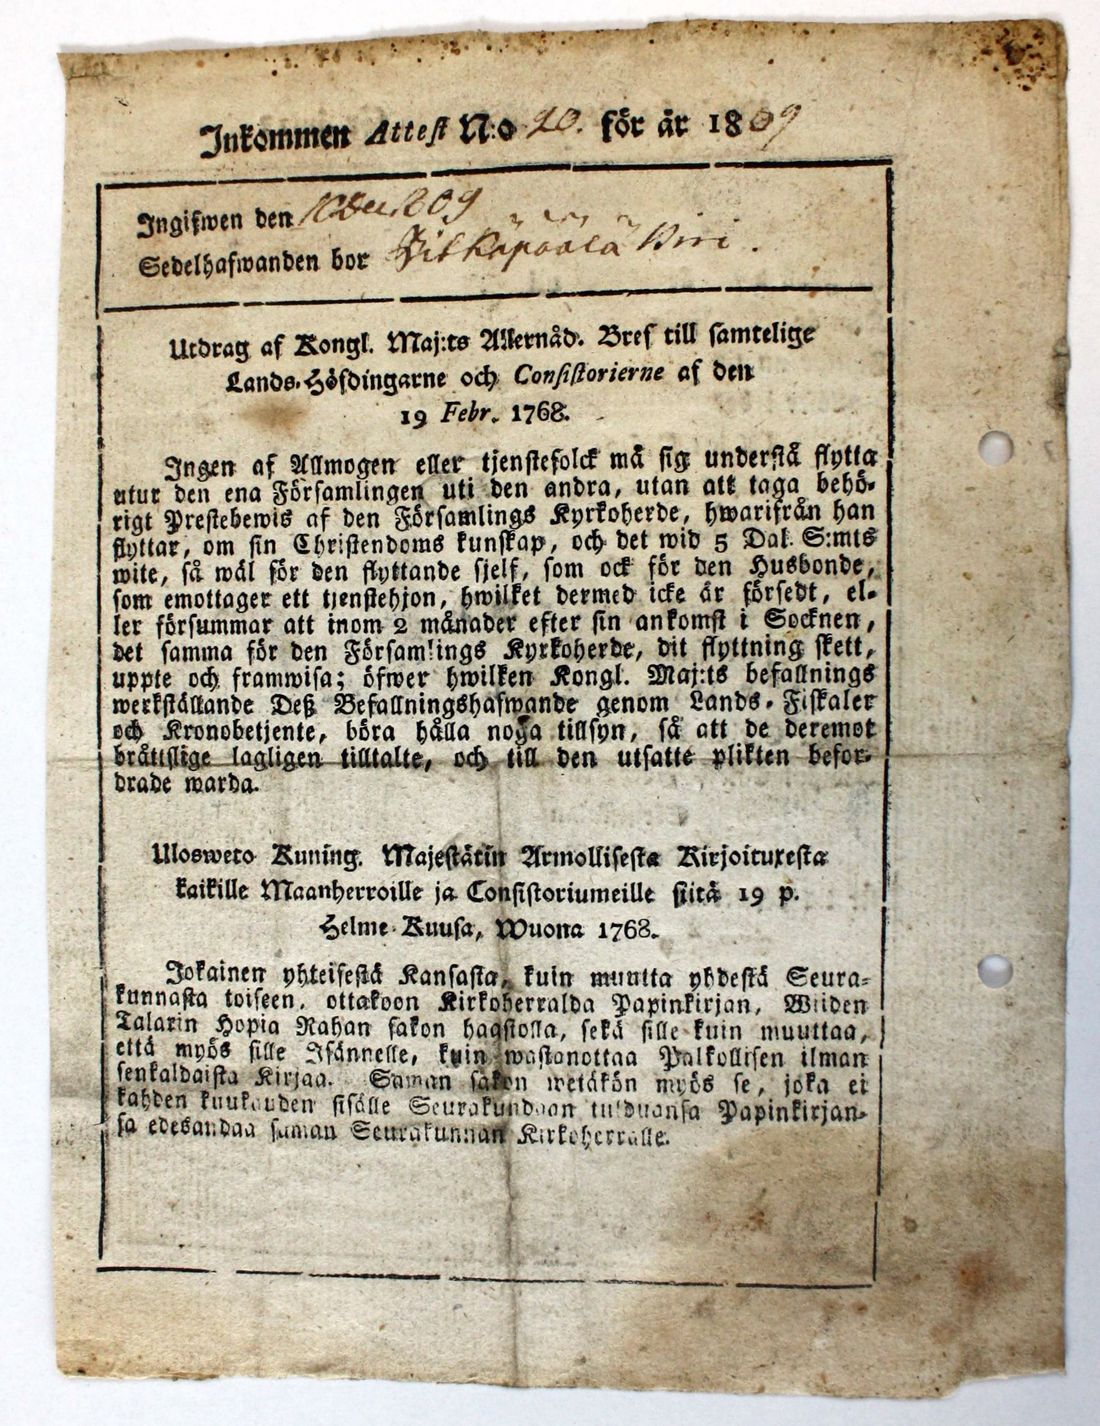 Inkommen Attest N:o 20. för år 1809
Ingifwen den 809
Sedelhafwanden bor
Utdrag af Kongl. Maj:ts Allernåd. Bref till samtelige
Lands-Höfdingarne och Consistorierne af den
19 Febr. 1768.
Ingen af Allmogen eller tjenstefolck må sig understå flytta
utur den ena Församlingen uti den andra, utan att taga behö-
rigt Prestebewis af den Församlings Kyrkoherde, hwarifrån han
flyttar, om sin Christendoms kunskap, och det wid 5 Dal. S:mts
wite, så wäl för den flyttande sjelf, som ock för den Husbonde,
som emottager ett tjenstehjon, hwilket dermed icke är försedt, el-
ler försummar att inom 2 månader efter sin ankomst i Socknen,
det samma för den Församlings Kyrkoherde, dit flyttning skett,
uppte och framwisa; öfwer hwilken Kongl. Maj:ts befallnings
werkställande Deß Befallningshafwande genom Lands-Fiskaler
och Kronobetjente, böra hålla noga tillsyn, så att de deremot
bråttslige lagligen tilltalte, och till den utsatte plikten befor-
drade warda.
Ulosweto Kuning. Majestätin Armollisesta Kirjoituxesta
kaikille Maanherroille ja Consistoriumeille siitä 19 p.
Helme-Kuusa, Wuona 1768.
Jokainen yhteisestä Kansasta, kuin muutta yhdestä Seura-
kunnasta toiseen, ottakoon Kirkoherralda Papinkirjan, Wiiden
Talarin Hopia Rahan sakon haastolla, sekä sille kuin muuttaa,
että myös sille Isännelle, kuin wastanottaa Palkollisen ilman
senkaldaista Kirjaa. Saman sakon wetäkön myös se, joka ei
kahden kuukauden sisälle Seurakundaan tulduansa Papinkirjan-
sa edesandaa saman Seurakunnan Kirkoherralle.